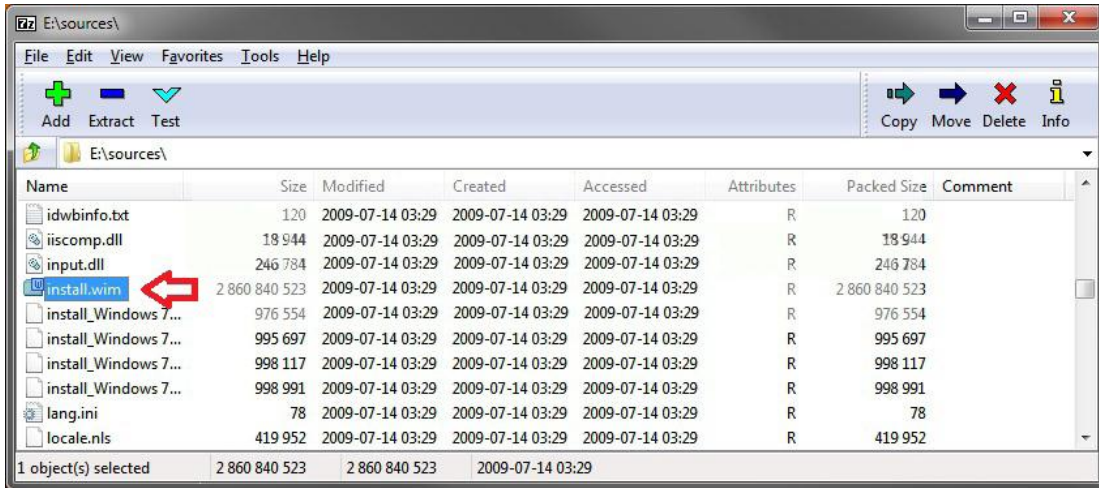 7z E:\sources\
File Edit View Favorites Tools Help
Add Extract Test Copy Move Delete Info
E:\sources\
Name Size Modified Created Accessed Attributes Packed Size Comment
idwbinfo.txt 120 2009-07-14 03:29 2009-07-14 03:29 2009-07-14 03:29 R 120
iiscomp.dll 18 944 2009-07-14 03:29 2009-07-14 03:29 2009-07-14 03:29 R 18 944
input.dll 246 784 2009-07-14 03:29 2009-07-14 03:29 2009-07-14 03:29 R 246 784
install.wim 2 860 840 523 2009-07-14 03:29 2009-07-14 03:29 2009-07-14 03:29 R 2 860 840 523
install_Windows 7... 976 554 2009-07-14 03:29 2009-07-14 03:29 2009-07-14 03:29 R 976 554
install_Windows 7... 995 697 2009-07-14 03:29 2009-07-14 03:29 2009-07-14 03:29 R 995 697
install_Windows 7... 998 117 2009-07-14 03:29 2009-07-14 03:29 2009-07-14 03:29 R 998 117
install_Windows 7... 998 991 2009-07-14 03:29 2009-07-14 03:29 2009-07-14 03:29 R 998 991
lang.ini 78 2009-07-14 03:29 2009-07-14 03:29 2009-07-14 03:29 R 78
locale.nls 419 952 2009-07-14 03:29 2009-07-14 03:29 2009-07-14 03:29 R 419 952
1 object(s) selected 2 860 840 523 2 860 840 523 2009-07-14 03:29